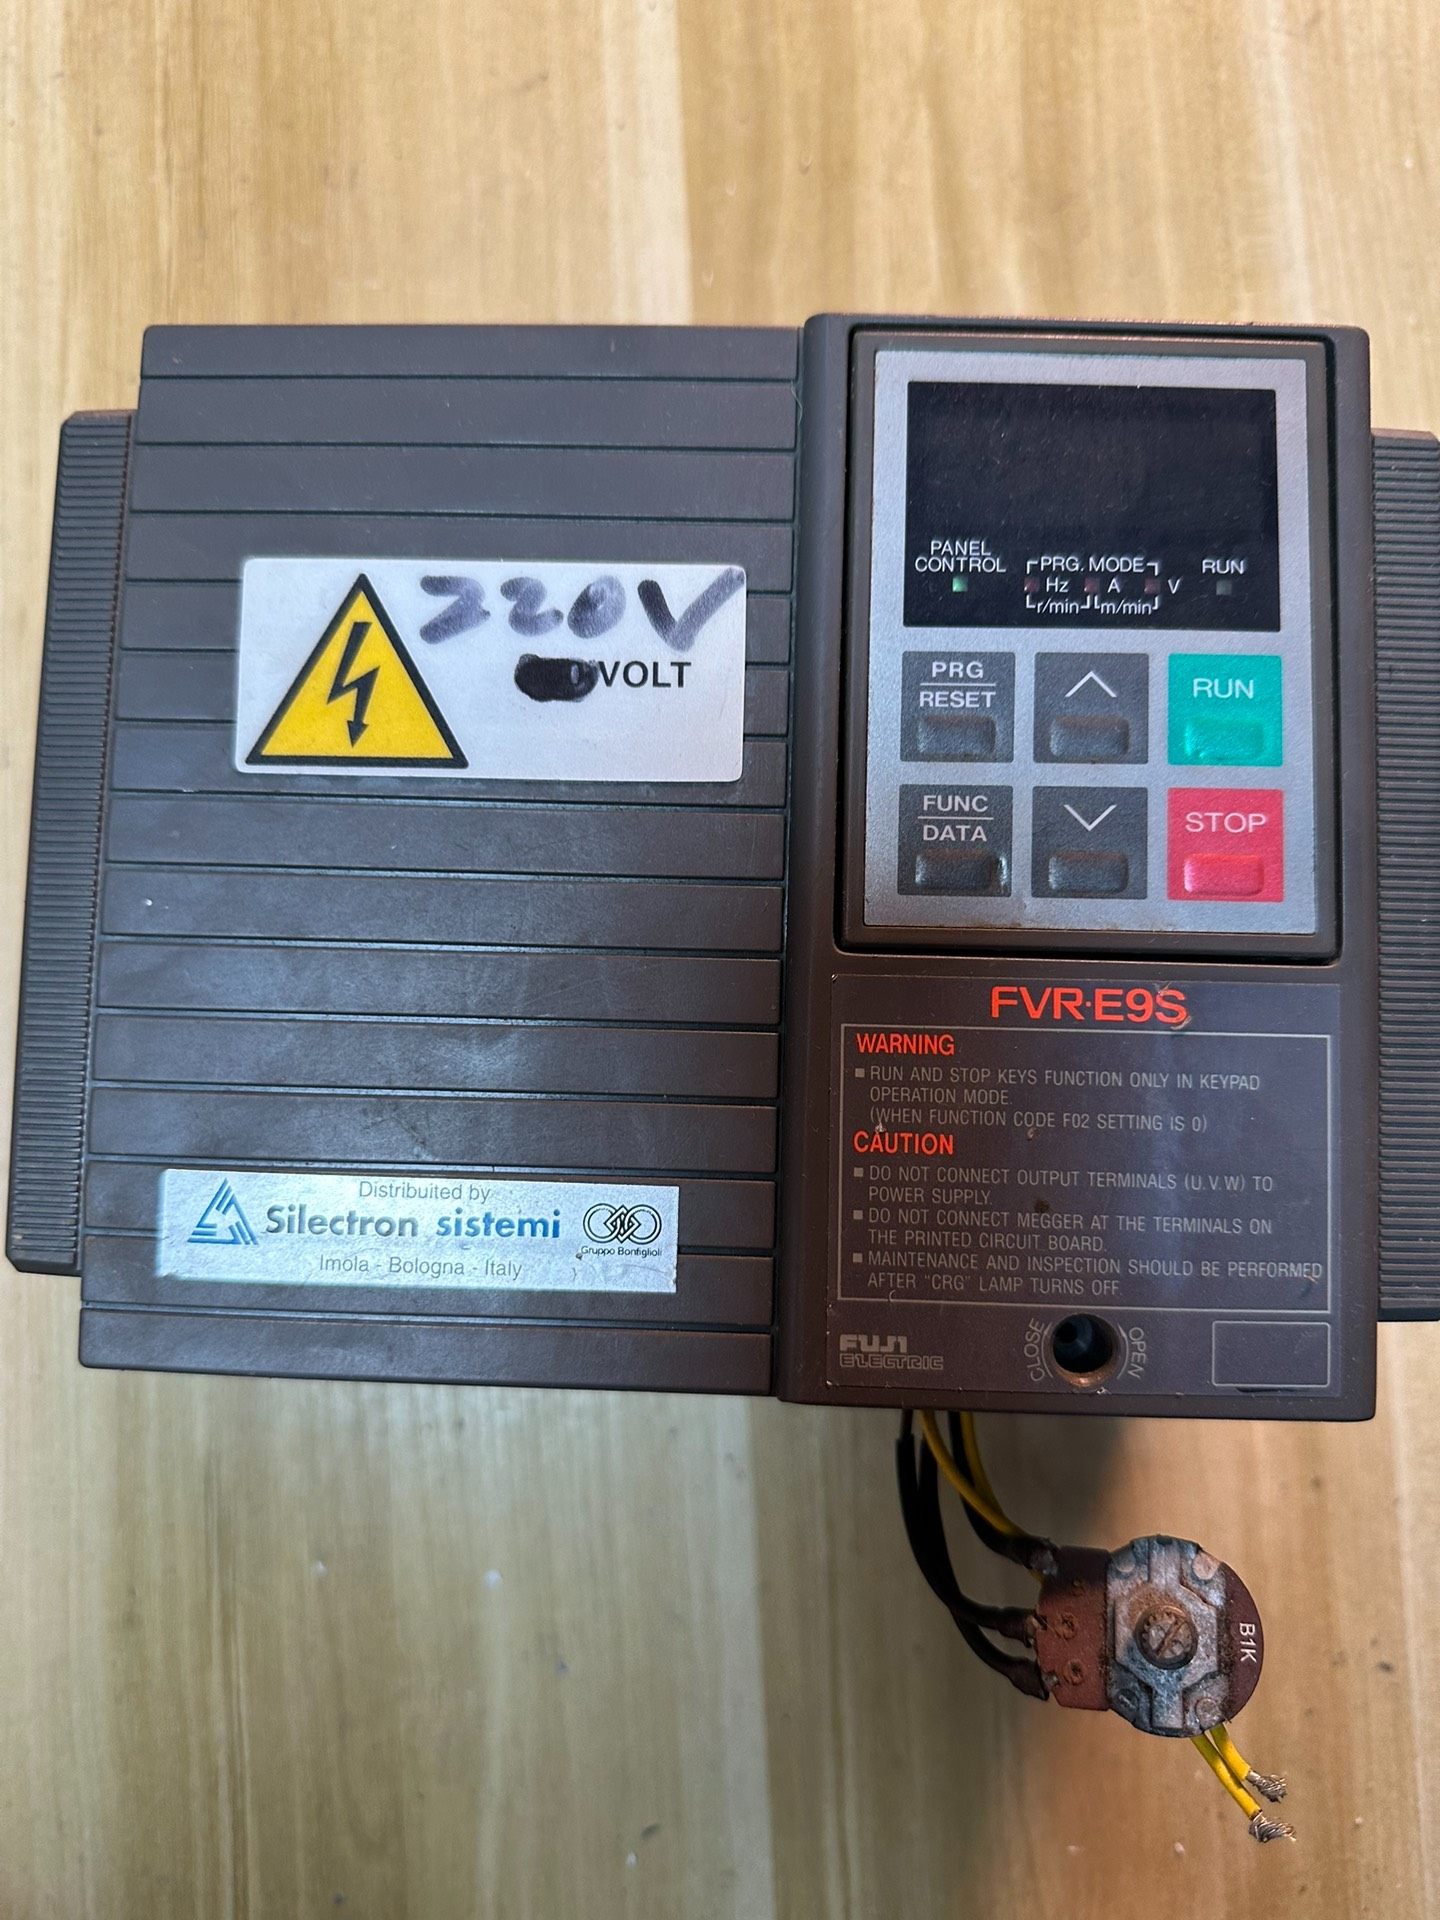 220V
VOLT
Distribuited by
Silectron sistemi
Gruppo Bonfiglioli
Imola - Bologna - Italy
PANEL
CONTROL
PRG. MODE
Hz A V
r/min m/min
RUN
PRG
RESET
RUN
FUNC
DATA
STOP
FVR·E9S
WARNING
■ RUN AND STOP KEYS FUNCTION ONLY IN KEYPAD
OPERATION MODE.
(WHEN FUNCTION CODE F02 SETTING IS 0)
CAUTION
■ DO NOT CONNECT OUTPUT TERMINALS (U.V.W) TO
POWER SUPPLY.
■ DO NOT CONNECT MEGGER AT THE TERMINALS ON
THE PRINTED CIRCUIT BOARD.
■ MAINTENANCE AND INSPECTION SHOULD BE PERFORMED
AFTER "CRG" LAMP TURNS OFF.
FUJI
ELECTRIC
CLOSE
OPEN
B1K